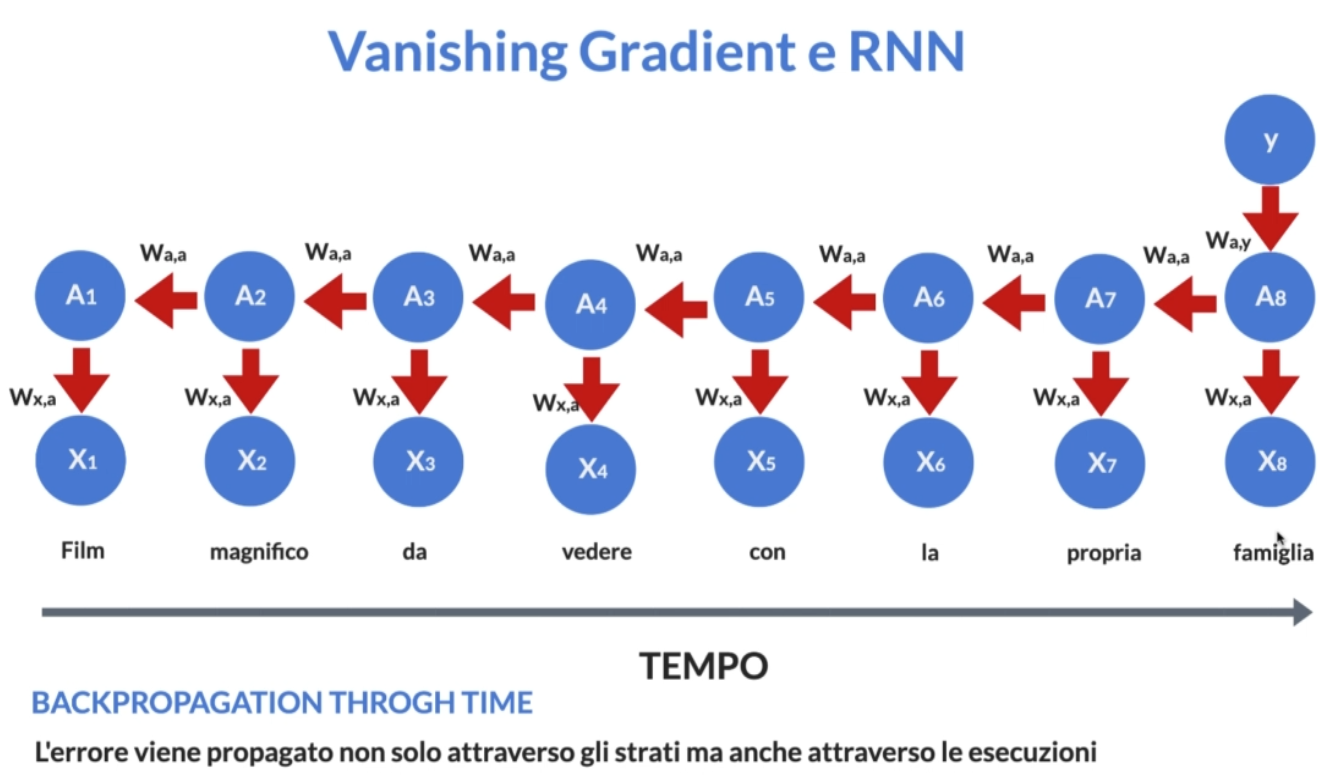 Vanishing Gradient e RNN
y
Wa,y
Wa,a Wa,a Wa,a Wa,a Wa,a Wa,a Wa,a
A1 A2 A3 A4 A5 A6 A7 A8
Wx,a Wx,a Wx,a Wx,a Wx,a Wx,a Wx,a Wx,a
X1 X2 X3 X4 X5 X6 X7 X8
Film magnifico da vedere con la propria famiglia
TEMPO
BACKPROPAGATION THROGH TIME
L'errore viene propagato non solo attraverso gli strati ma anche attraverso le esecuzioni